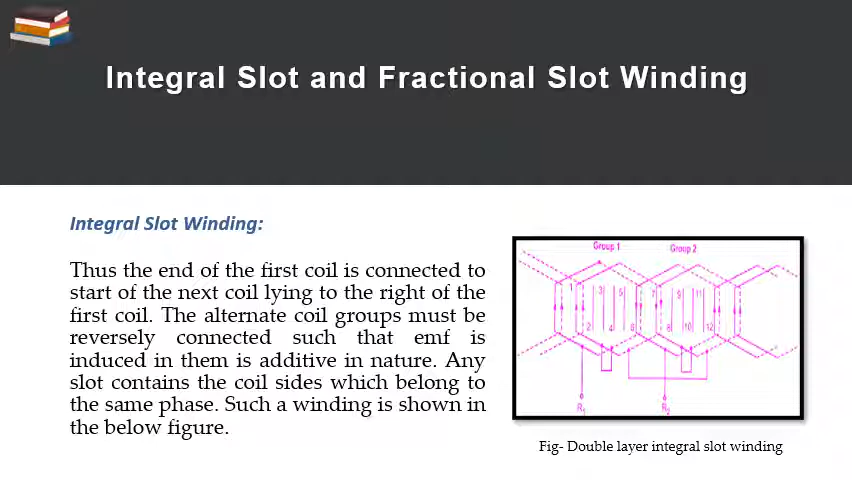 Integral Slot and Fractional Slot Winding
Integral Slot Winding:
Thus the end of the first coil is connected to
start of the next coil lying to the right of the
first coil. The alternate coil groups must be
reversely connected such that emf is
induced in them is additive in nature. Any
slot contains the coil sides which belong to
the same phase. Such a winding is shown in
the below figure.
Group 1 Group 2
1 3 5 7 9 11
2 4 6 8 10 12
R1 R2
Fig- Double layer integral slot winding